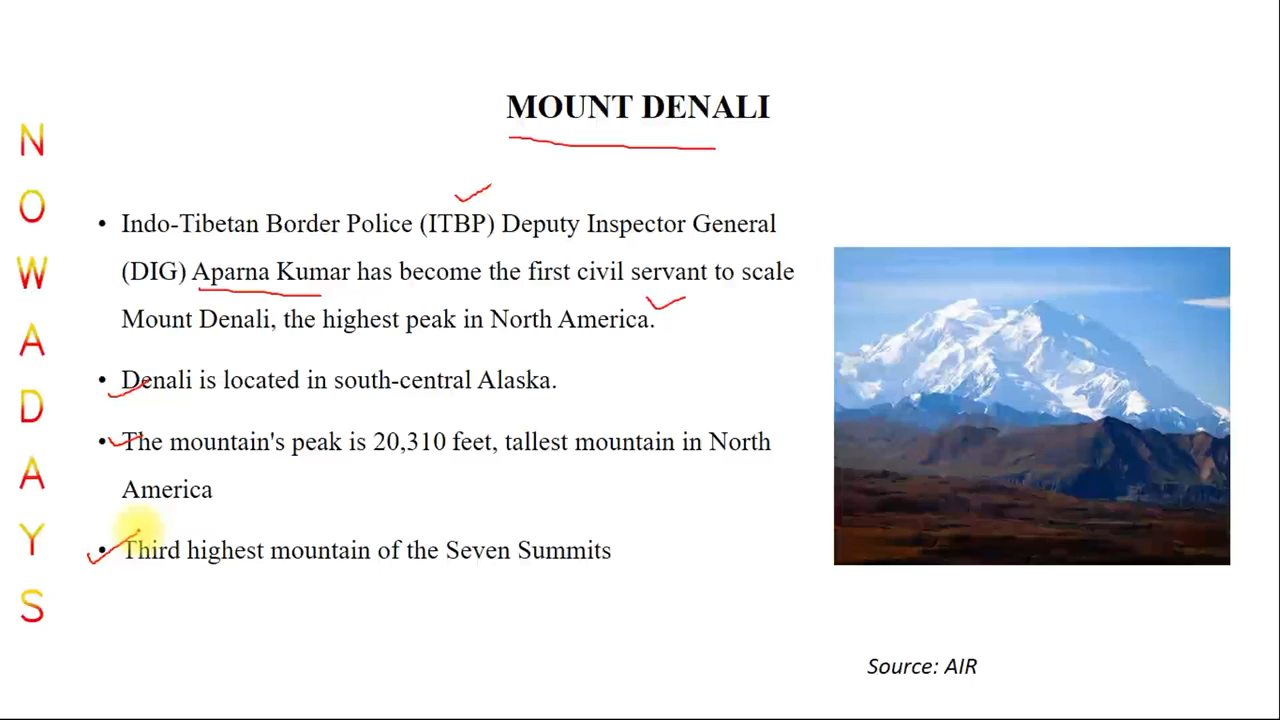 MOUNT DENALI
NOWADAYS
• Indo-Tibetan Border Police (ITBP) Deputy Inspector General
(DIG) Aparna Kumar has become the first civil servant to scale
Mount Denali, the highest peak in North America.
• Denali is located in south-central Alaska.
• The mountain's peak is 20,310 feet, tallest mountain in North
America
• Third highest mountain of the Seven Summits
Source: AIR